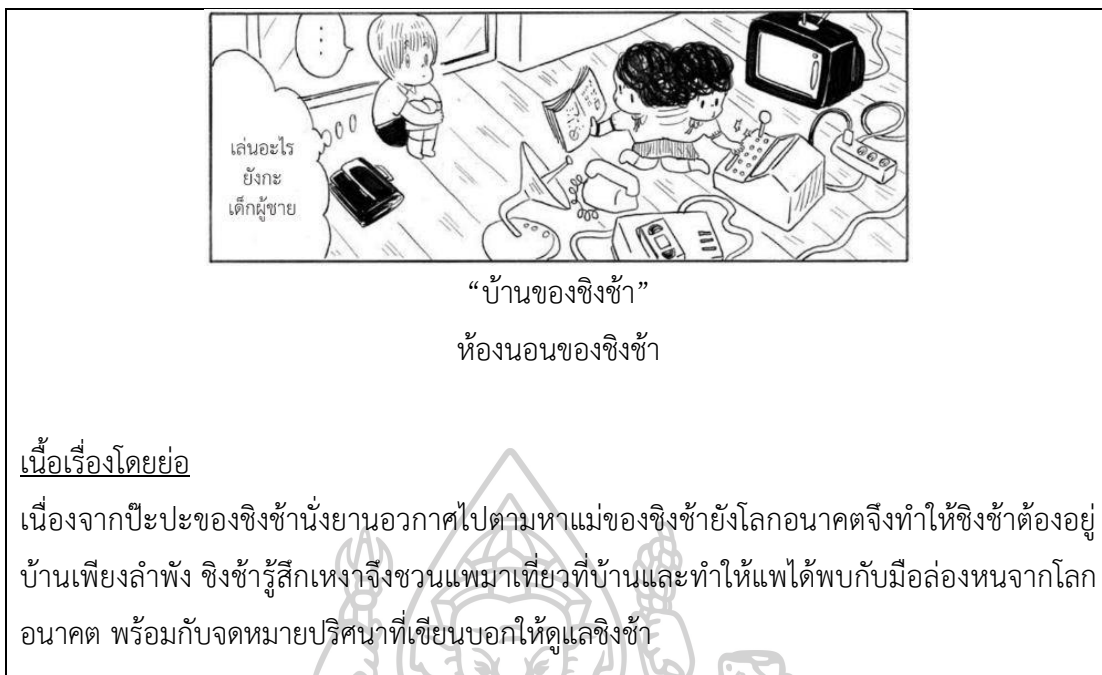 เล่นอะไร
ยังกะ
เด็กผู้ชาย
“บ้านของชิงช้า”
ห้องนอนของชิงช้า
เนื้อเรื่องโดยย่อ
เนื่องจากป๊ะปะของชิงช้านั่งยานอวกาศไปตามหาแม่ของชิงช้ายังโลกอนาคตจึงทำให้ชิงช้าต้องอยู่
บ้านเพียงลำพัง ชิงช้ารู้สึกเหงาจึงชวนแพมาเที่ยวที่บ้านและทำให้แพได้พบกับมือล่องหนจากโลก
อนาคต พร้อมกับจดหมายปริศนาที่เขียนบอกให้ดูแลชิงช้า